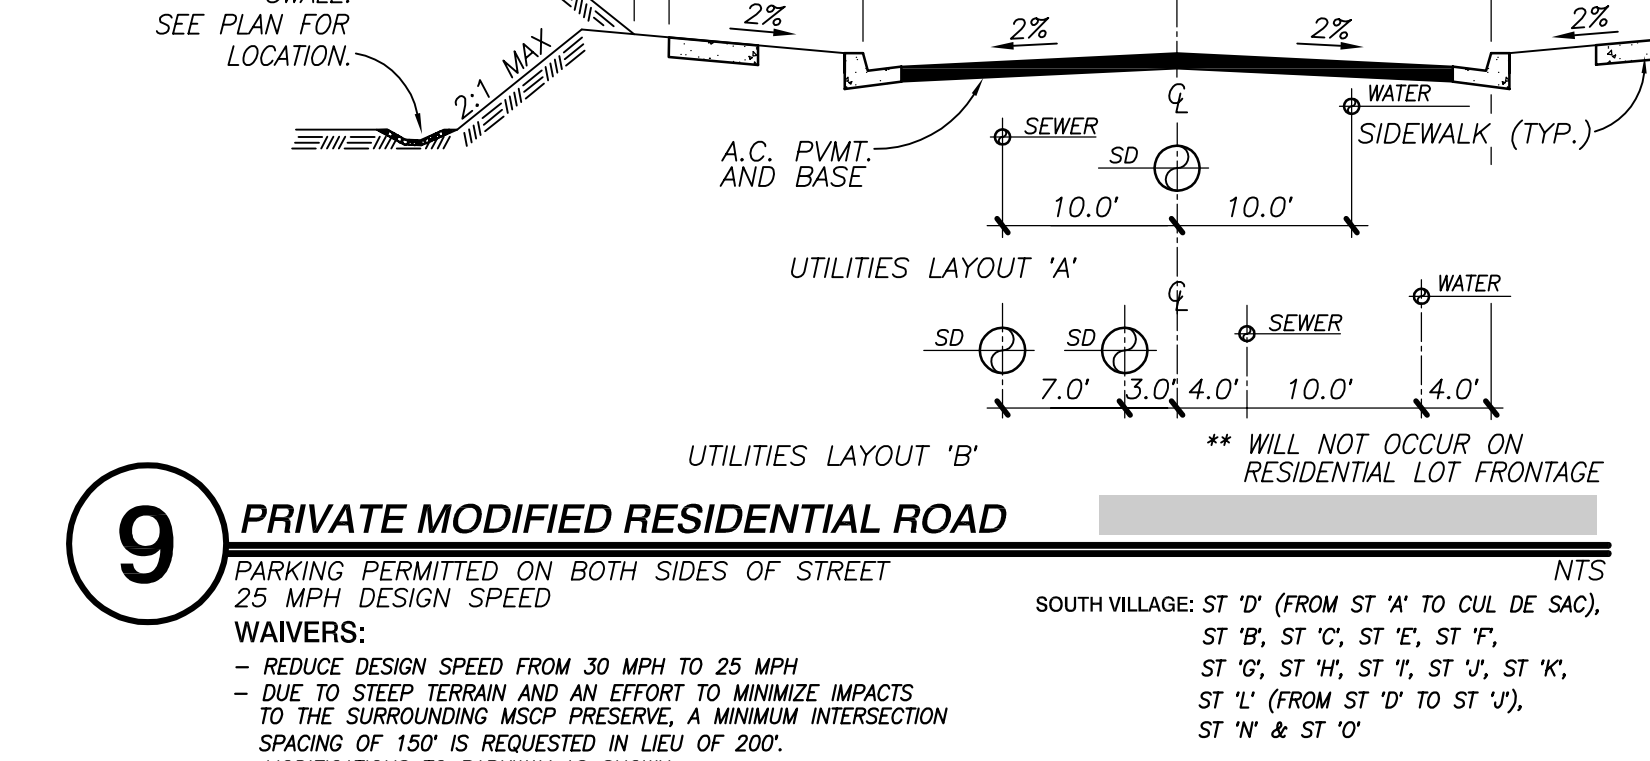 SEE PLAN FOR
LOCATION.
2:1 MAX
2%
2%
2%
2%
℄
WATER
SEWER
SIDEWALK (TYP.)
A.C. PVMT.
AND BASE
SD
10.0'
10.0'
UTILITIES LAYOUT 'A'
℄
WATER
SD
SD
SEWER
7.0'
3.0'
4.0'
10.0'
4.0'
UTILITIES LAYOUT 'B'
** WILL NOT OCCUR ON
RESIDENTIAL LOT FRONTAGE
9
PRIVATE MODIFIED RESIDENTIAL ROAD
PARKING PERMITTED ON BOTH SIDES OF STREET
NTS
25 MPH DESIGN SPEED
WAIVERS:
– REDUCE DESIGN SPEED FROM 30 MPH TO 25 MPH
– DUE TO STEEP TERRAIN AND AN EFFORT TO MINIMIZE IMPACTS
TO THE SURROUNDING MSCP PRESERVE, A MINIMUM INTERSECTION
SPACING OF 150' IS REQUESTED IN LIEU OF 200'.
SOUTH VILLAGE: ST 'D' (FROM ST 'A' TO CUL DE SAC),
ST 'B', ST 'C', ST 'E', ST 'F',
ST 'G', ST 'H', ST 'I', ST 'J', ST 'K',
ST 'L' (FROM ST 'D' TO ST 'J'),
ST 'N' & ST 'O'